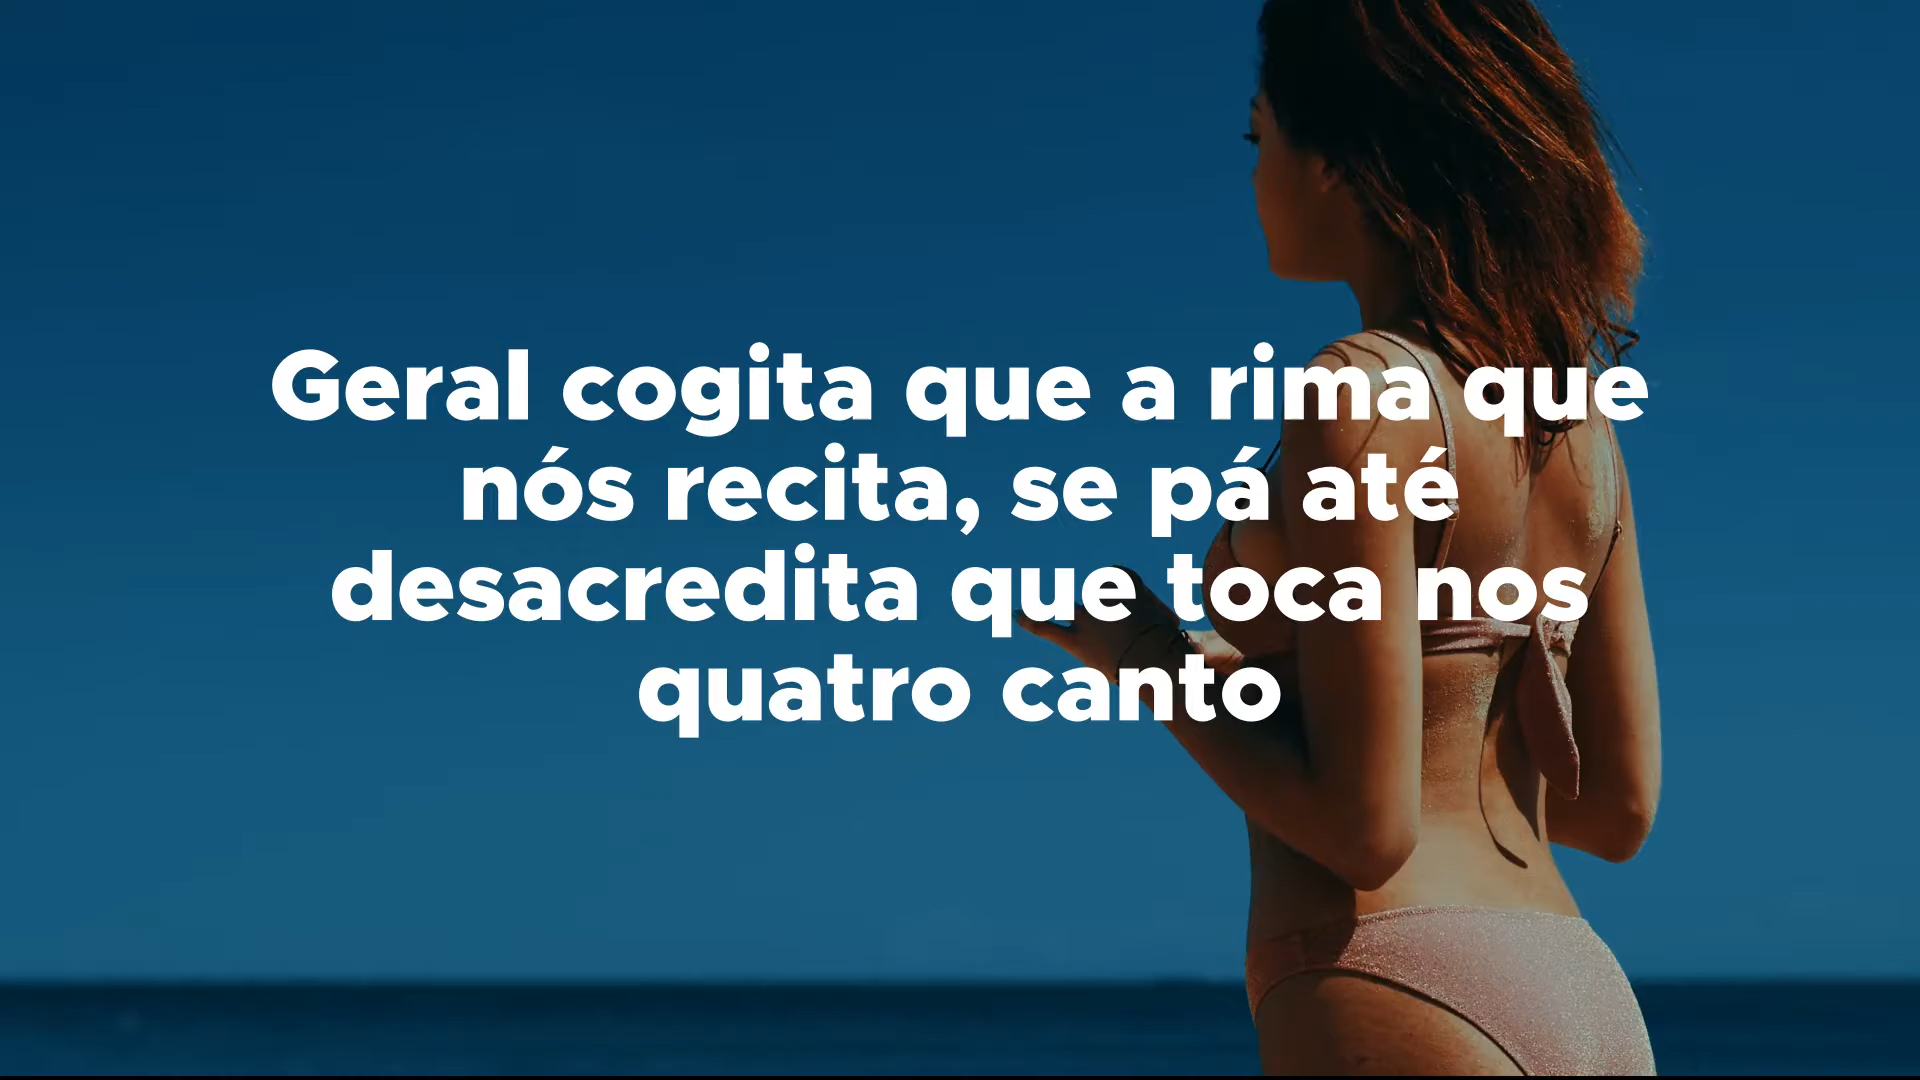 Geral cogita que a rima que
nós recita, se pá até
desacredita que toca nos
quatro canto